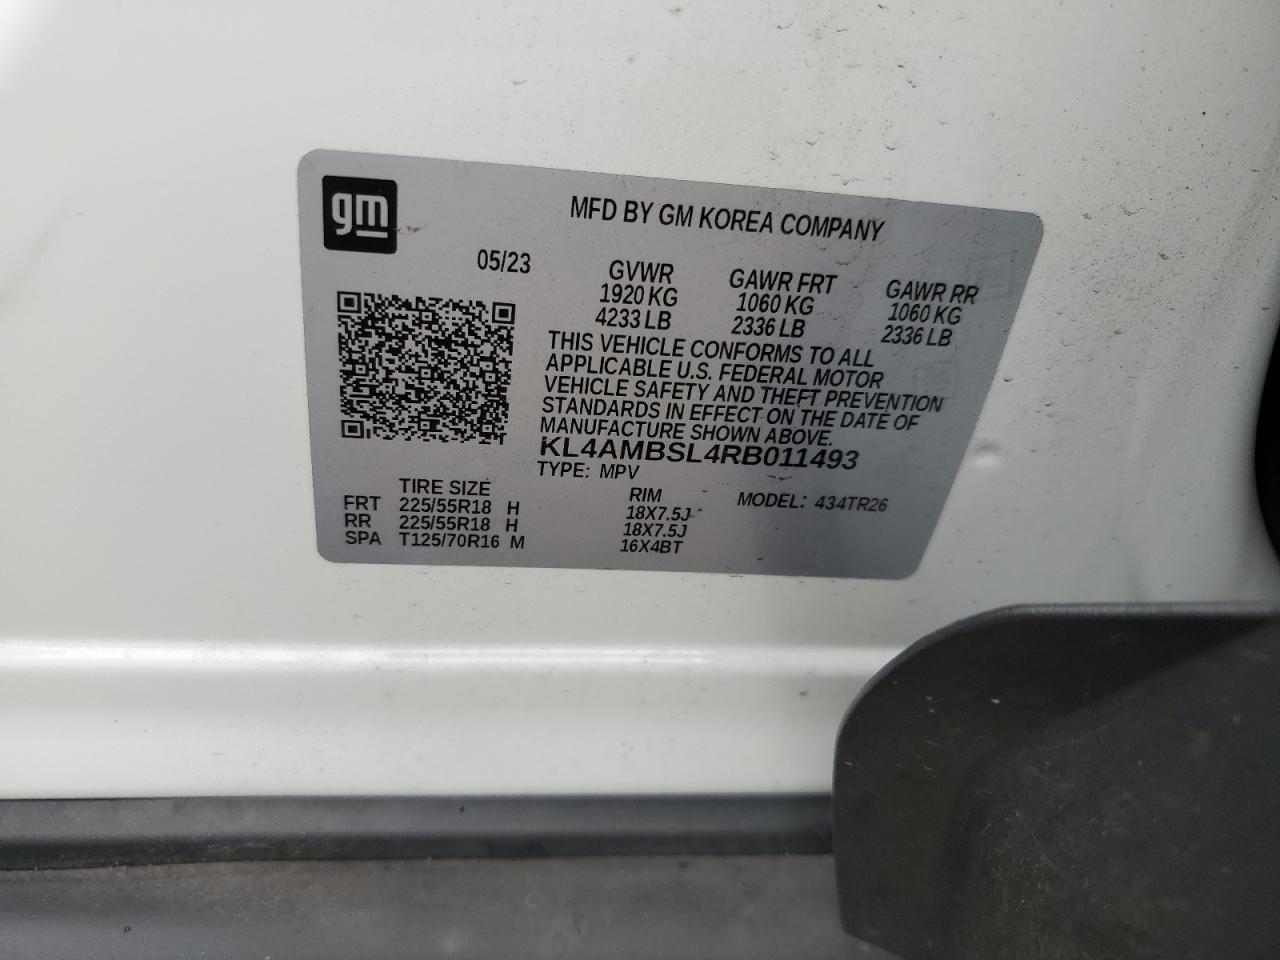 gm
MFD BY GM KOREA COMPANY
05/23 GVWR GAWR FRT GAWR RR
1920 KG 1060 KG 1060 KG
4233 LB 2336 LB 2336 LB
THIS VEHICLE CONFORMS TO ALL
APPLICABLE U.S. FEDERAL MOTOR
VEHICLE SAFETY AND THEFT PREVENTION
STANDARDS IN EFFECT ON THE DATE OF
MANUFACTURE SHOWN ABOVE.
KL4AMBSL4RB011493
TYPE: MPV
TIRE SIZE RIM MODEL: 434TR26
FRT 225/55R18 H 18X7.5J
RR 225/55R18 H 18X7.5J
SPA T125/70R16 M 16X4BT